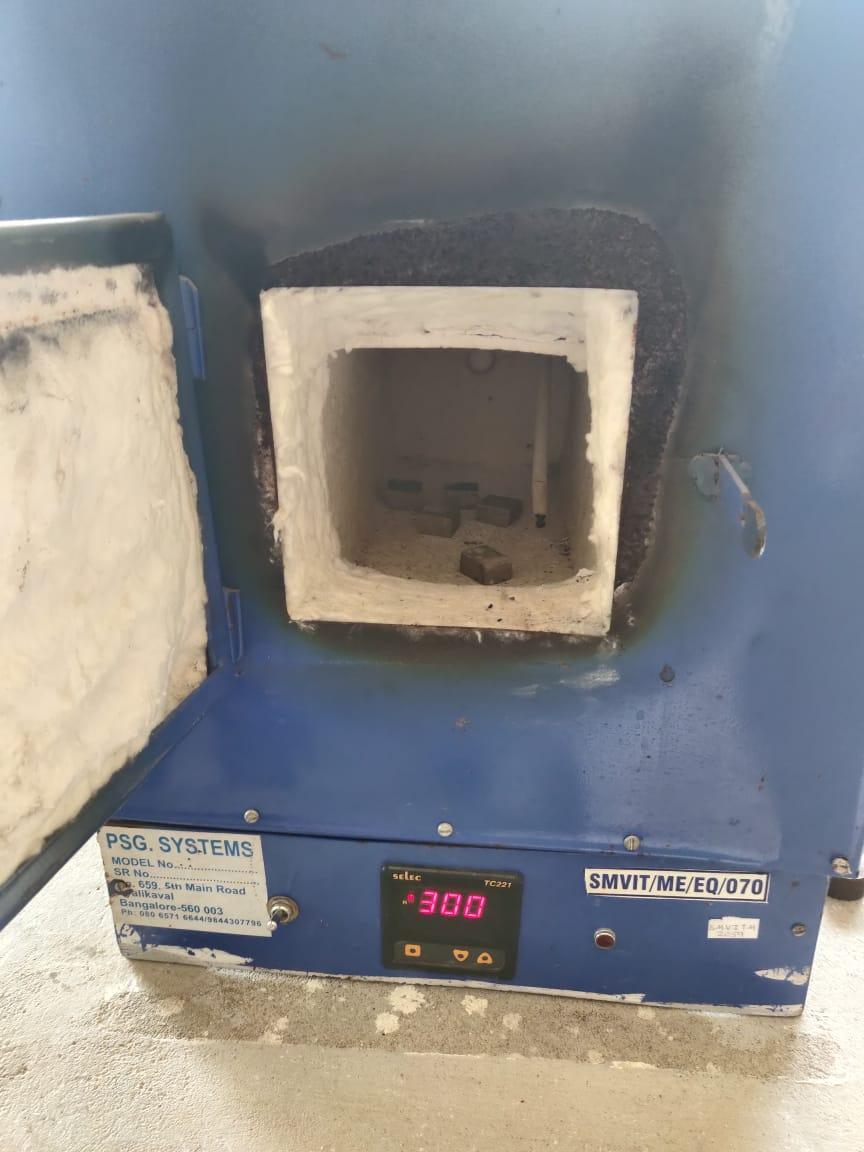 PSG. SYSTEMS
MODEL No.
SR No.
659, 5th Main Road
Bangalore-560 003
Ph: 080 6571 6644/9844307796
selec
TC221
300
SMVIT/ME/EQ/070